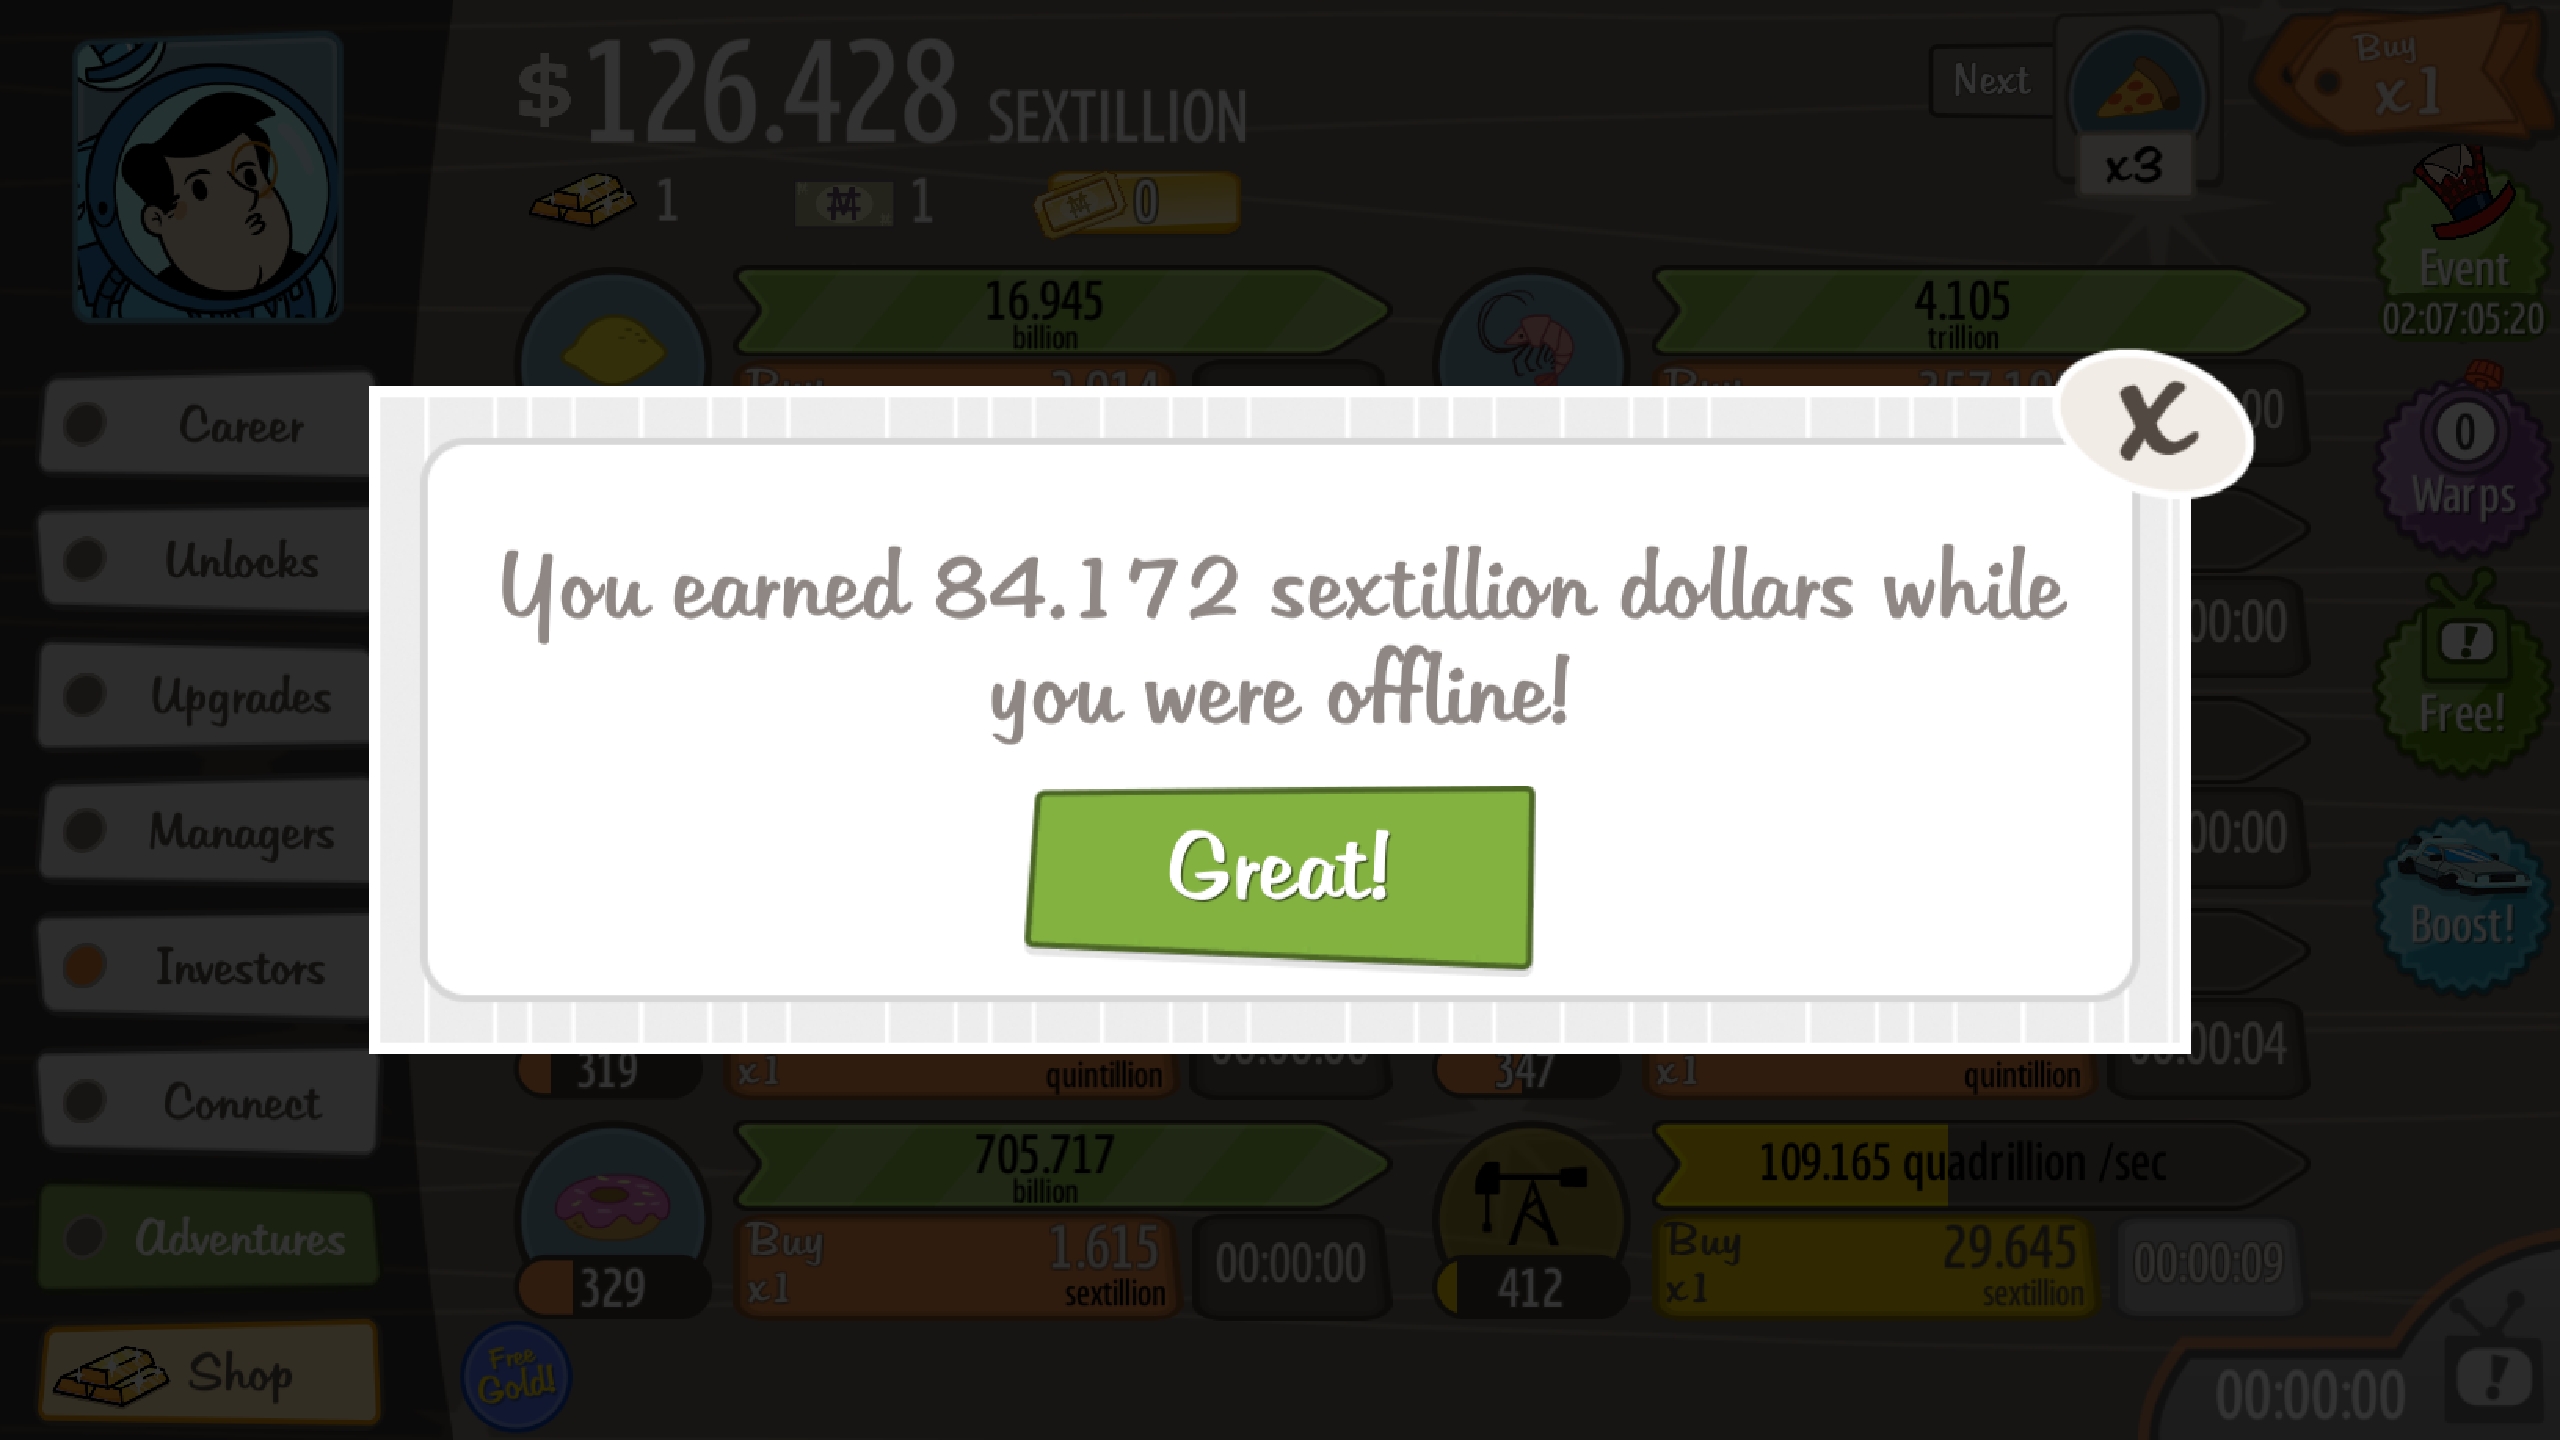 $126.428 SEXTILLION
1
1
0
Next
x3
Buy
x1
Event
02:07:05:20
16.945
billion
4.105
trillion
Career
Unlocks
Upgrades
Managers
Investors
Connect
Adventures
Shop
x
You earned 84.172 sextillion dollars while
you were offline!
Great!
0
Warps
Free!
Boost!
319
x1
quintillion
347
x1
quintillion
705.717
billion
Buy
x1
1.615
sextillion
00:00:00
329
109.165 quadrillion /sec
Buy
x1
29.645
sextillion
00:00:09
412
Free
Gold!
00:00:00